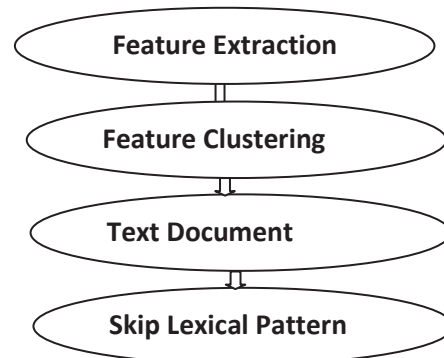 Feature Extraction
Feature Clustering
Text Document
Skip Lexical Pattern